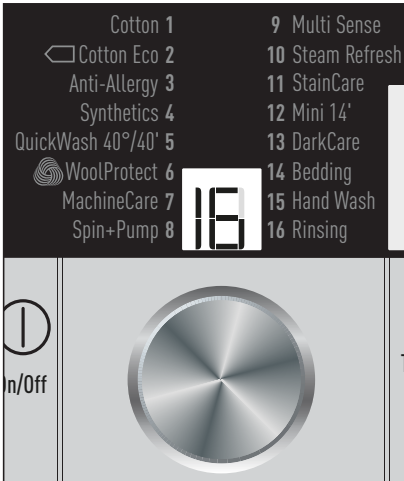 Cotton 1
Cotton Eco 2
Anti-Allergy 3
Synthetics 4
QuickWash 40°/40' 5
WoolProtect 6
MachineCare 7
Spin+Pump 8
16
9 Multi Sense
10 Steam Refresh
11 StainCare
12 Mini 14'
13 DarkCare
14 Bedding
15 Hand Wash
16 Rinsing
On/Off